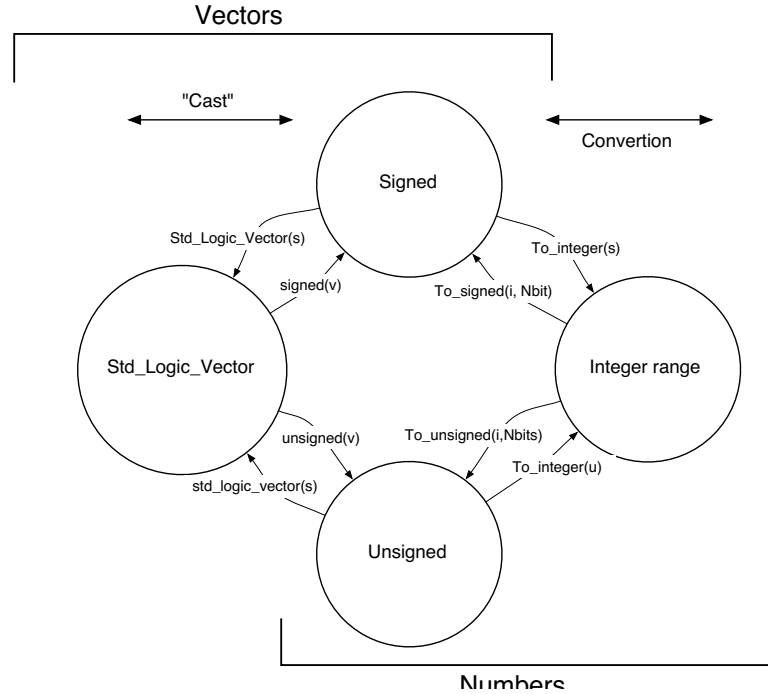 Vectors
"Cast"
Convertion
Signed
Std_Logic_Vector(s)
To_integer(s)
signed(v)
To_signed(i, Nbit)
Std_Logic_Vector
Integer range
unsigned(v)
To_unsigned(i,Nbits)
To_integer(u)
std_logic_vector(s)
Unsigned
Numbers